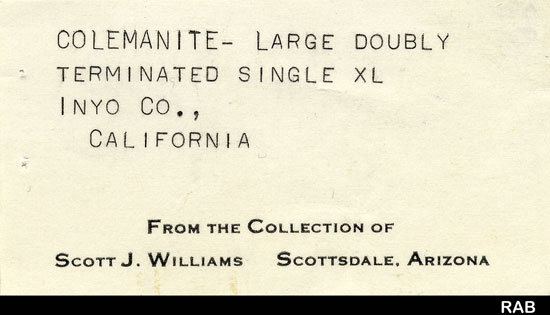 COLEMANITE- LARGE DOUBLY
TERMINATED SINGLE XL
INYO CO.,
CALIFORNIA
FROM THE COLLECTION OF
SCOTT J. WILLIAMS SCOTTSDALE, ARIZONA
RAB